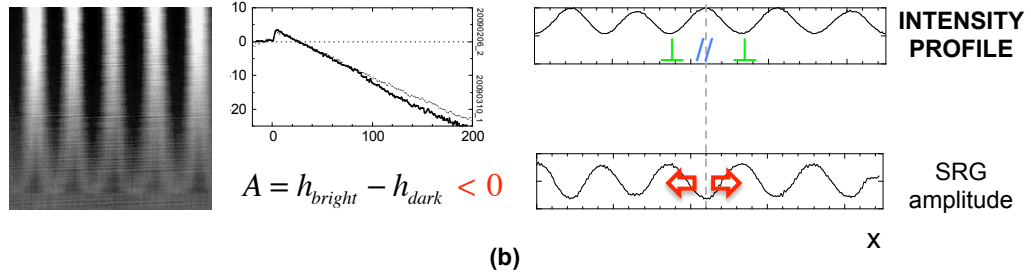 10
0
10
20
0
100
200
20090206_2
20090310_1
A = h_bright − h_dark < 0
⊥ // ⊥
INTENSITY
PROFILE
SRG
amplitude
x
(b)